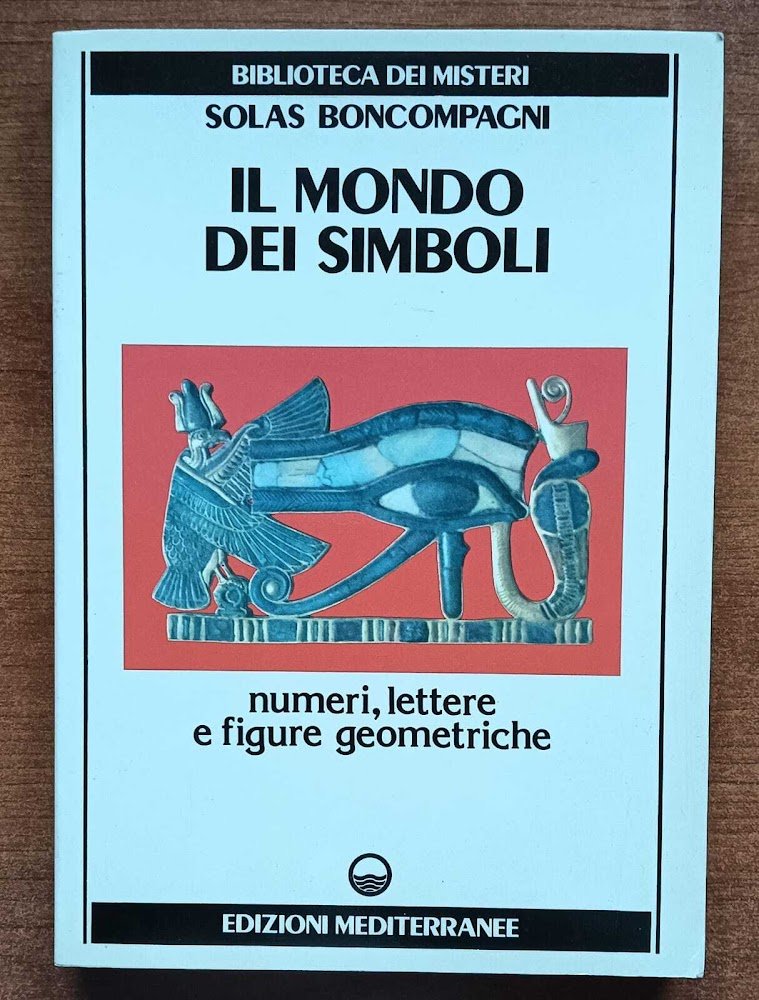 BIBLIOTECA DEI MISTERI
SOLAS BONCOMPAGNI
IL MONDO
DEI SIMBOLI
numeri, lettere
e figure geometriche
EDIZIONI MEDITERRANEE